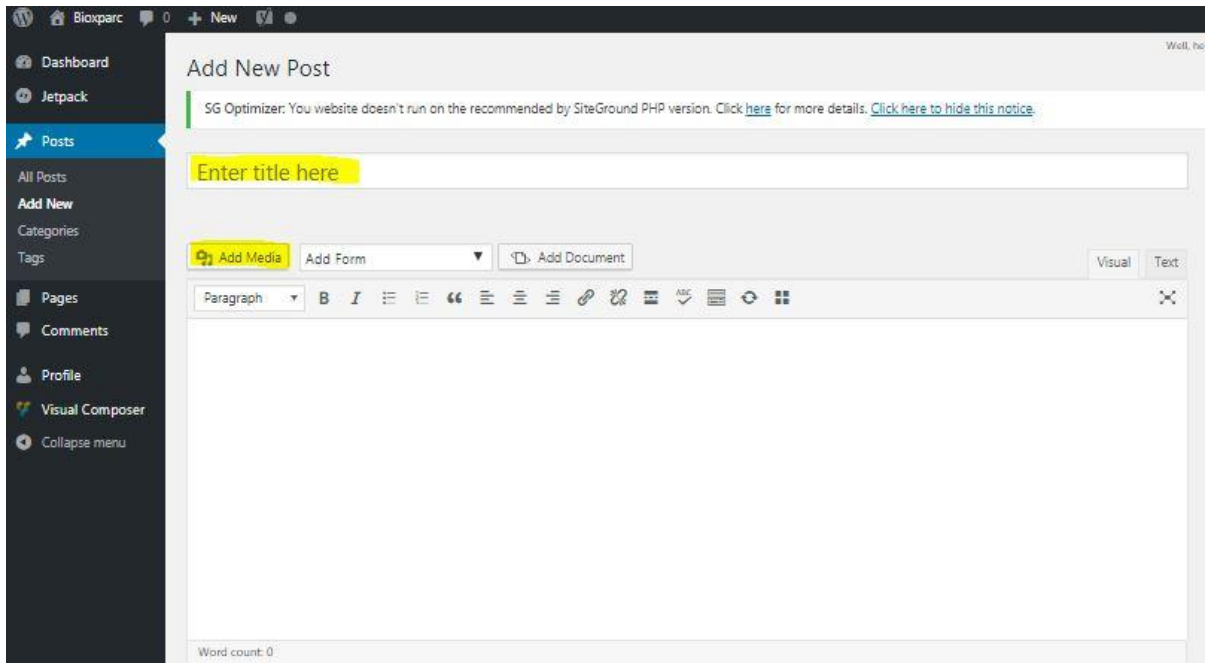 Bioxparc 0 + New
Well, he
Dashboard
Jetpack
Posts
All Posts
Add New
Categories
Tags
Pages
Comments
Profile
Visual Composer
Collapse menu
Add New Post
SG Optimizer: You website doesn't run on the recommended by SiteGround PHP version. Click here for more details. Click here to hide this notice.
Enter title here
Add Media Add Form Add Document Visual Text
Paragraph B I ABC
Word count: 0